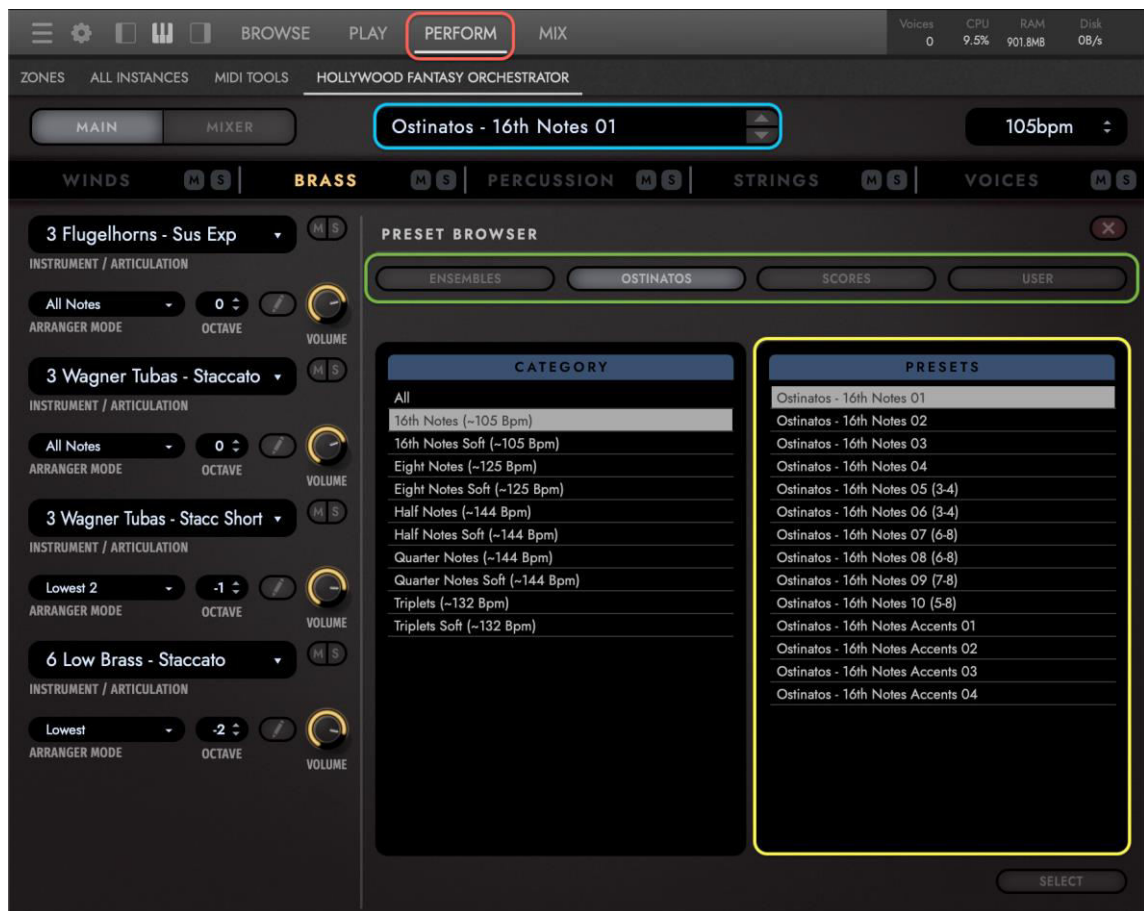 BROWSE PLAY PERFORM MIX Voices CPU RAM Disk
0 9.5% 901.8MB 0B/s
ZONES ALL INSTANCES MIDI TOOLS HOLLYWOOD FANTASY ORCHESTRATOR
MAIN MIXER Ostinatos - 16th Notes 01 105bpm
WINDS M S BRASS M S PERCUSSION M S STRINGS M S VOICES M S
3 Flugelhorns - Sus Exp M S
INSTRUMENT / ARTICULATION
All Notes 0
ARRANGER MODE OCTAVE VOLUME
3 Wagner Tubas - Staccato M S
INSTRUMENT / ARTICULATION
All Notes 0
ARRANGER MODE OCTAVE VOLUME
3 Wagner Tubas - Stacc Short M S
INSTRUMENT / ARTICULATION
Lowest 2 -1
ARRANGER MODE OCTAVE VOLUME
6 Low Brass - Staccato M S
INSTRUMENT / ARTICULATION
Lowest -2
ARRANGER MODE OCTAVE VOLUME
PRESET BROWSER X
ENSEMBLES OSTINATOS SCORES USER
CATEGORY
All
16th Notes (~105 Bpm)
16th Notes Soft (~105 Bpm)
Eight Notes (~125 Bpm)
Eight Notes Soft (~125 Bpm)
Half Notes (~144 Bpm)
Half Notes Soft (~144 Bpm)
Quarter Notes (~144 Bpm)
Quarter Notes Soft (~144 Bpm)
Triplets (~132 Bpm)
Triplets Soft (~132 Bpm)
PRESETS
Ostinatos - 16th Notes 01
Ostinatos - 16th Notes 02
Ostinatos - 16th Notes 03
Ostinatos - 16th Notes 04
Ostinatos - 16th Notes 05 (3-4)
Ostinatos - 16th Notes 06 (3-4)
Ostinatos - 16th Notes 07 (6-8)
Ostinatos - 16th Notes 08 (6-8)
Ostinatos - 16th Notes 09 (7-8)
Ostinatos - 16th Notes 10 (5-8)
Ostinatos - 16th Notes Accents 01
Ostinatos - 16th Notes Accents 02
Ostinatos - 16th Notes Accents 03
Ostinatos - 16th Notes Accents 04
SELECT